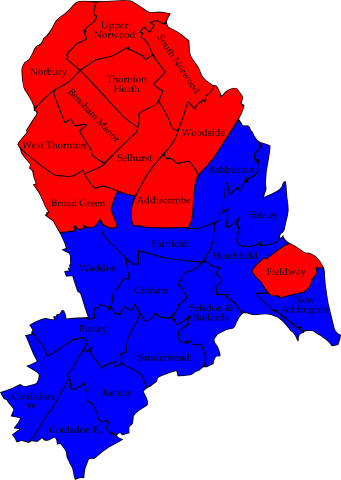 Upper
Norwood
South Norwood
Norbury
Thornton
Heath
Bensham Manor
Woodside
West Thornton
Selhurst
Ashburton
Broad Green
Addiscombe
Shirley
Fairfield
Heathfield
Waddon
Fieldway
Croham
New
Addington
Selsdon &
Ballards
Purley
Sanderstead
Kenley
Coulsdon
W.
Coulsdon E.